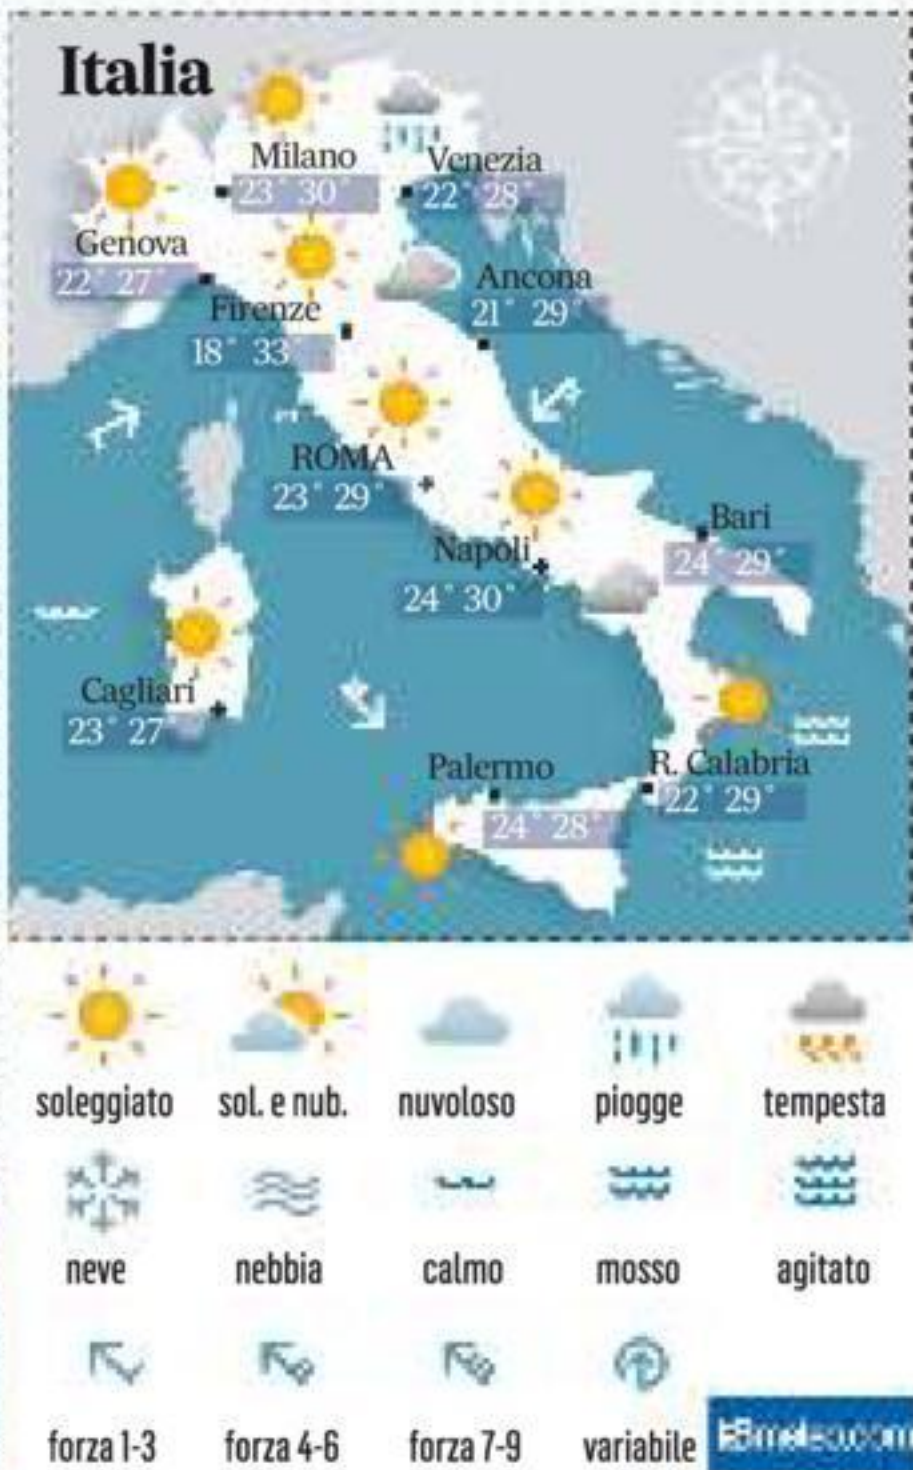 Italia
Milano
23° 30°
Venezia
22° 28°
Genova
22° 27°
Ancona
21° 29°
Firenze
18° 33°
ROMA
23° 29°
Bari
24° 29°
Napoli
24° 30°
Cagliari
23° 27°
Palermo
24° 28°
R. Calabria
22° 29°
soleggiato sol. e nub. nuvoloso piogge tempesta
neve nebbia calmo mosso agitato
forza 1-3 forza 4-6 forza 7-9 variabile